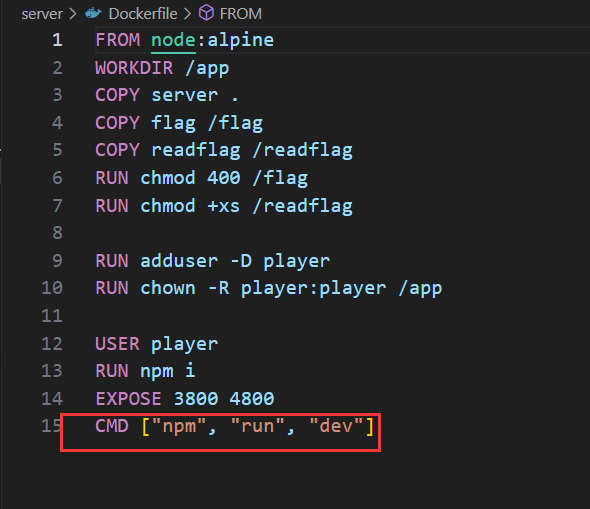 server > Dockerfile > FROM
1 FROM node:alpine
2 WORKDIR /app
3 COPY server .
4 COPY flag /flag
5 COPY readflag /readflag
6 RUN chmod 400 /flag
7 RUN chmod +xs /readflag
8
9 RUN adduser -D player
10 RUN chown -R player:player /app
11
12 USER player
13 RUN npm i
14 EXPOSE 3800 4800
15 CMD ["npm", "run", "dev"]